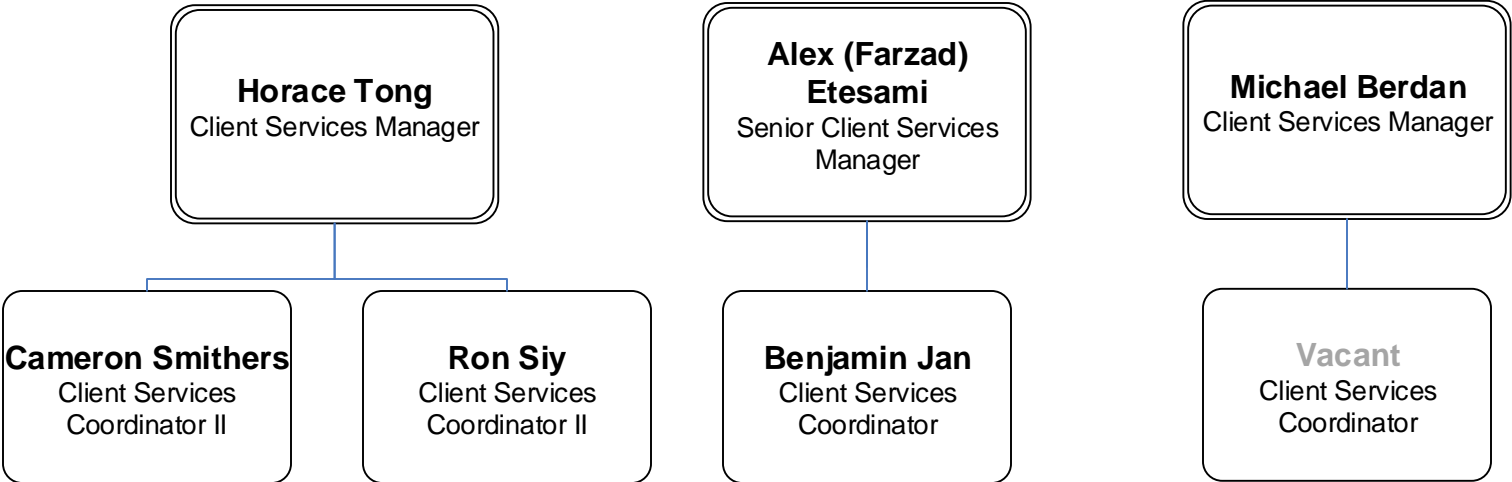 Horace Tong
Client Services Manager
Alex (Farzad)
Etesami
Senior Client Services
Manager
Michael Berdan
Client Services Manager
Cameron Smithers
Client Services
Coordinator II
Ron Siy
Client Services
Coordinator II
Benjamin Jan
Client Services
Coordinator
Vacant
Client Services
Coordinator